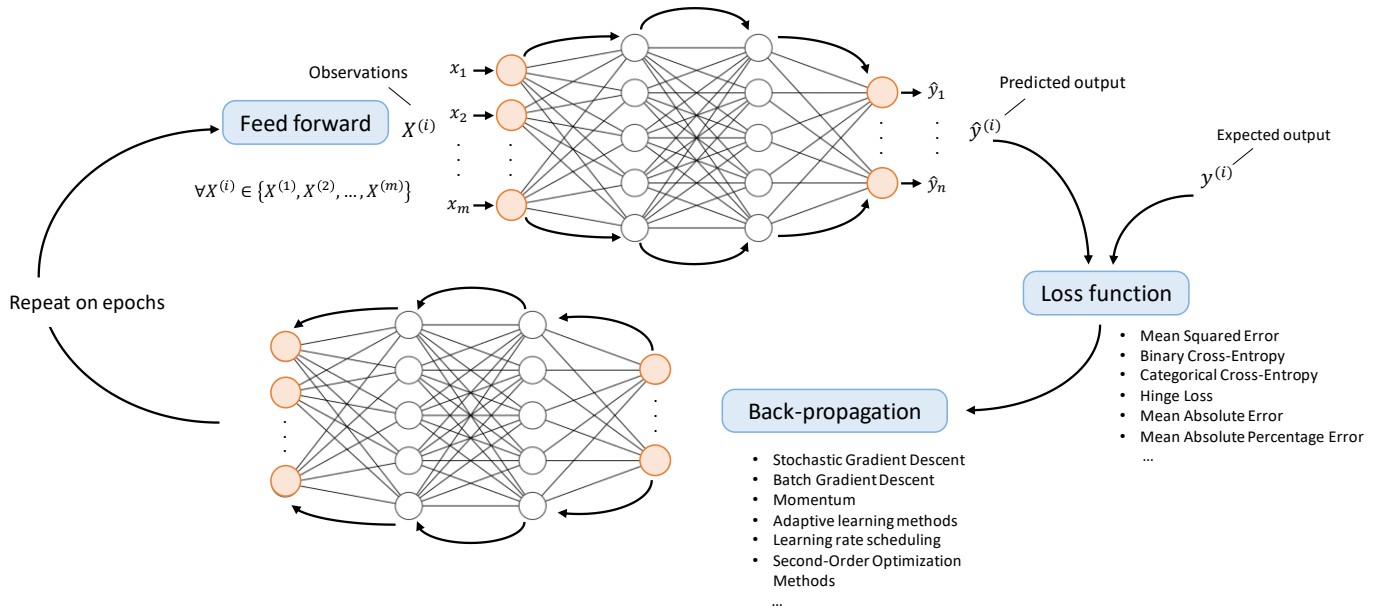 Observations
Feed forward
X^{(i)}
∀X^{(i)} ∈ {X^{(1)}, X^{(2)}, ..., X^{(m)}}
x_1
x_2
x_m
ŷ_1
ŷ_n
Predicted output
ŷ^{(i)}
Expected output
y^{(i)}
Loss function
• Mean Squared Error
• Binary Cross-Entropy
• Categorical Cross-Entropy
• Hinge Loss
• Mean Absolute Error
• Mean Absolute Percentage Error
...
Back-propagation
• Stochastic Gradient Descent
• Batch Gradient Descent
• Momentum
• Adaptive learning methods
• Learning rate scheduling
• Second-Order Optimization
Methods
...
Repeat on epochs